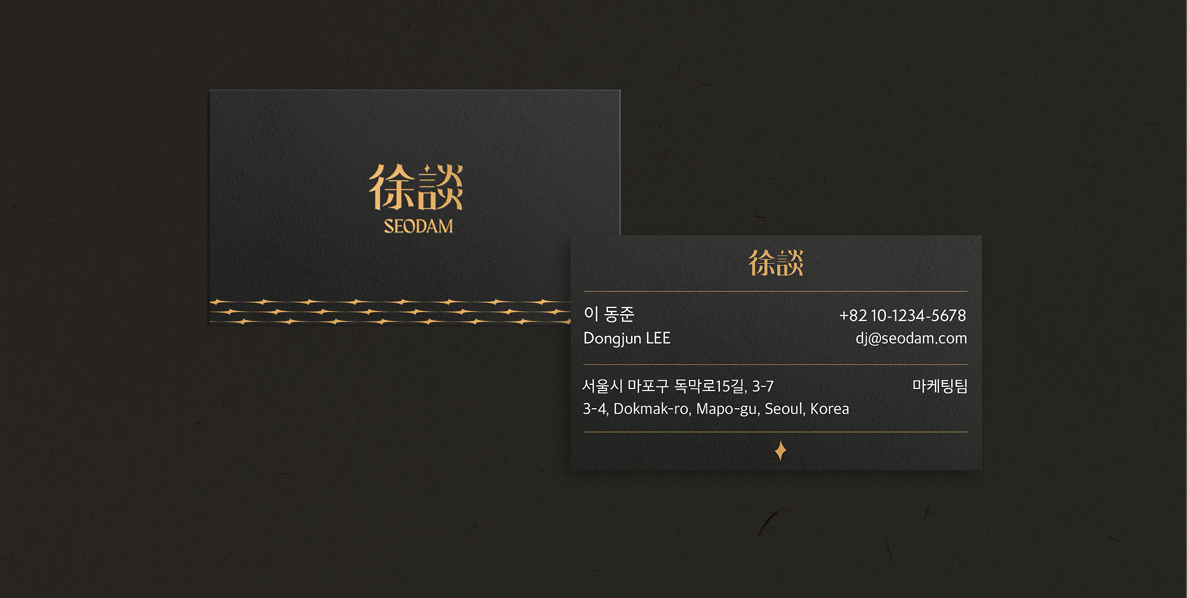 徐談
SEODAM
徐談
이 동준
Dongjun LEE
+82 10-1234-5678
dj@seodam.com
서울시 마포구 독막로15길, 3-7
3-4, Dokmak-ro, Mapo-gu, Seoul, Korea
마케팅팀